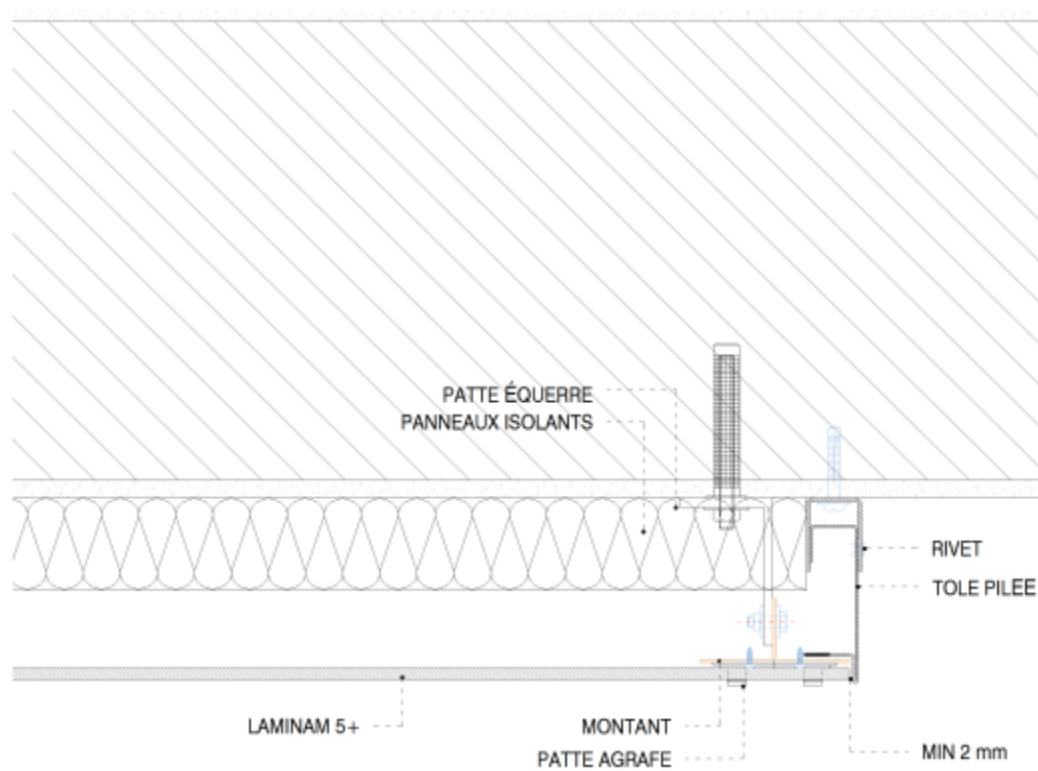 PATTE ÉQUERRE
PANNEAUX ISOLANTS
RIVET
TOLE PILEE
LAMINAM 5+
MONTANT
PATTE AGRAFE
MIN 2 mm